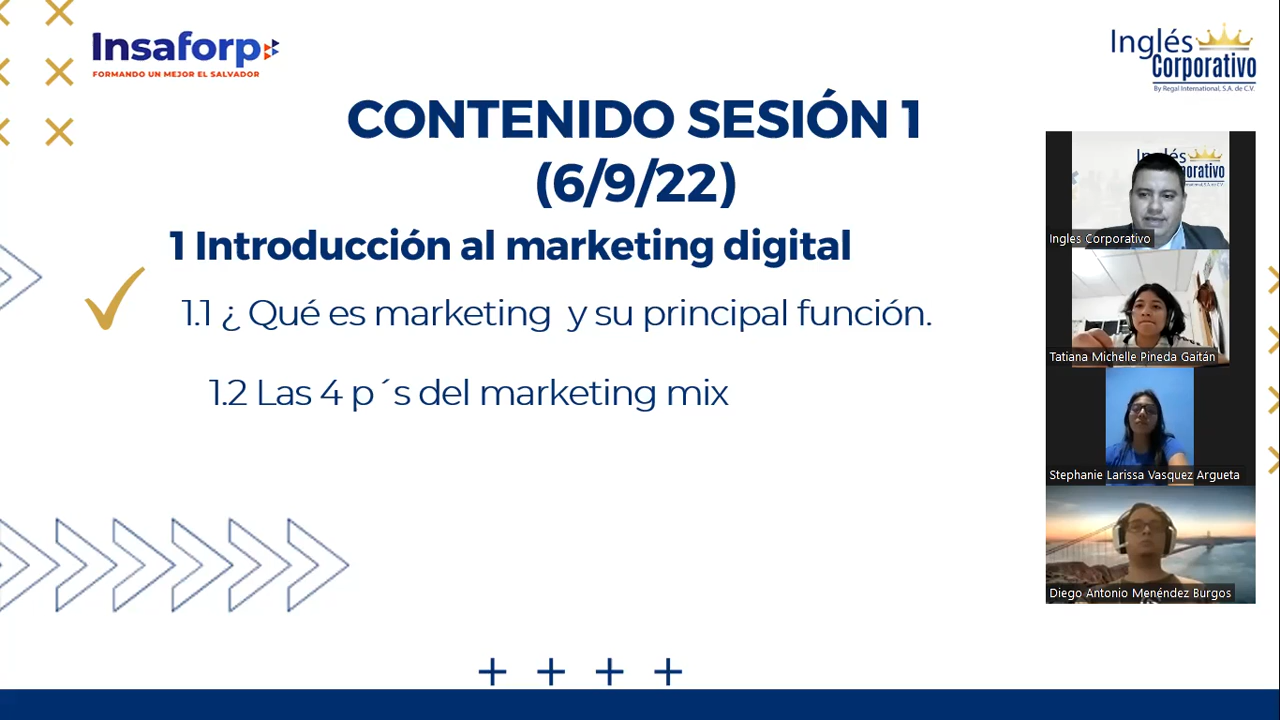 Insaforp
FORMANDO UN MEJOR EL SALVADOR
Inglés
Corporativo
By Regal International, S.A. de C.V.
CONTENIDO SESIÓN 1
(6/9/22)
1 Introducción al marketing digital
1.1 ¿ Qué es marketing  y su principal función.
1.2 Las 4 p´s del marketing mix
Ingles Corporativo
Tatiana Michelle Pineda Gaitán
Stephanie Larissa Vasquez Argueta
Diego Antonio Menéndez Burgos